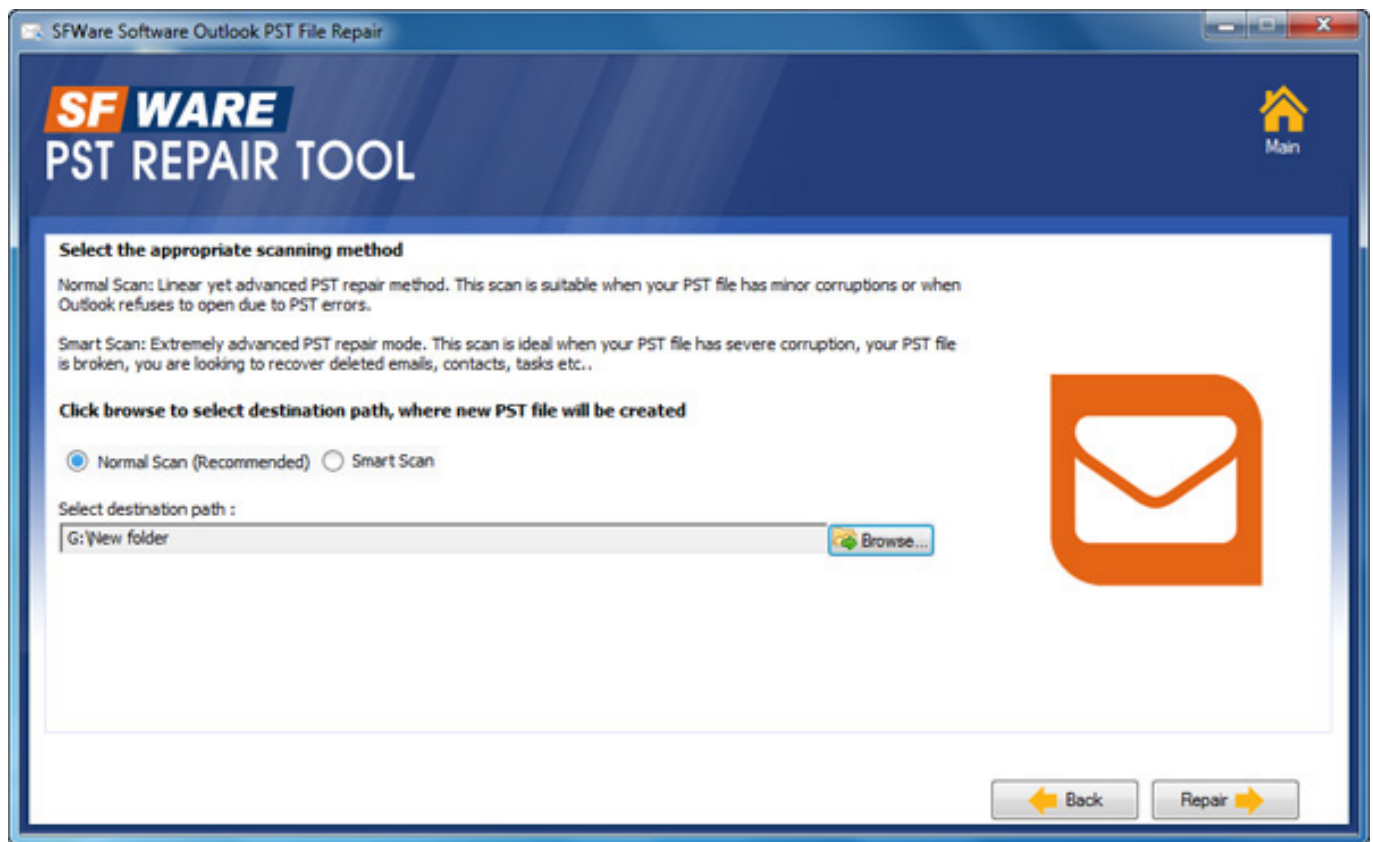 SFWare Software Outlook PST File Repair
SF WARE
PST REPAIR TOOL
Main
Select the appropriate scanning method
Normal Scan: Linear yet advanced PST repair method. This scan is suitable when your PST file has minor corruptions or when
Outlook refuses to open due to PST errors.
Smart Scan: Extremely advanced PST repair mode. This scan is ideal when your PST file has severe corruption, your PST file
is broken, you are looking to recover deleted emails, contacts, tasks etc..
Click browse to select destination path, where new PST file will be created
Normal Scan (Recommended) Smart Scan
Select destination path :
G:\New folder
Browse...
Back
Repair